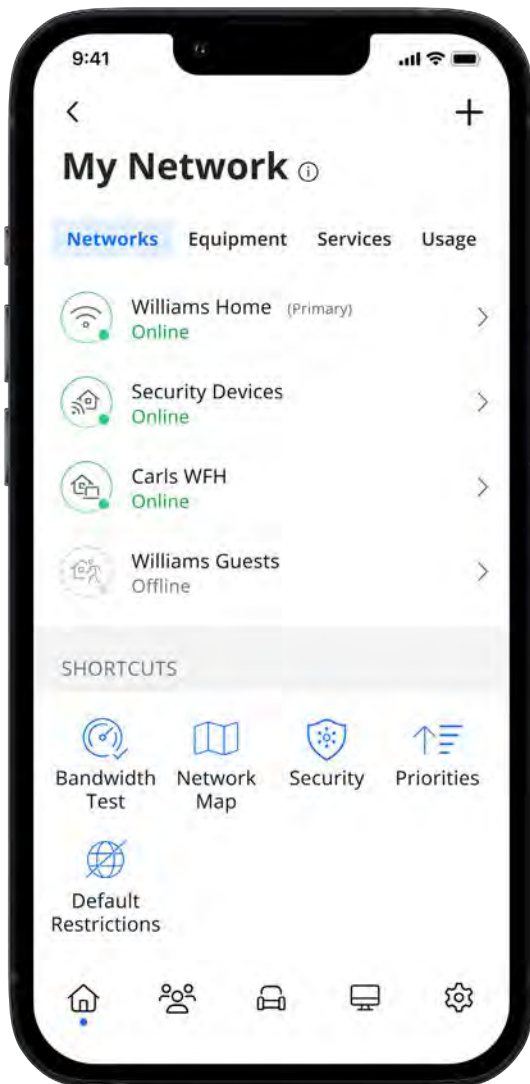 9:41
My Network
Networks Equipment Services Usage
Williams Home (Primary)
Online
Security Devices
Online
Carls WFH
Online
Williams Guests
Offline
SHORTCUTS
Bandwidth Test
Network Map
Security
Priorities
Default Restrictions